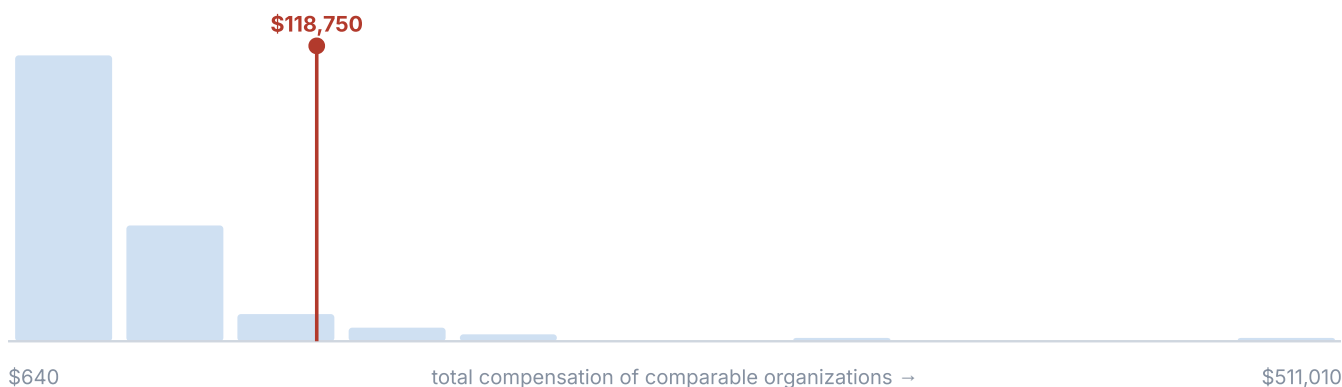 $118,750
$640
total compensation of comparable organizations →
$511,010